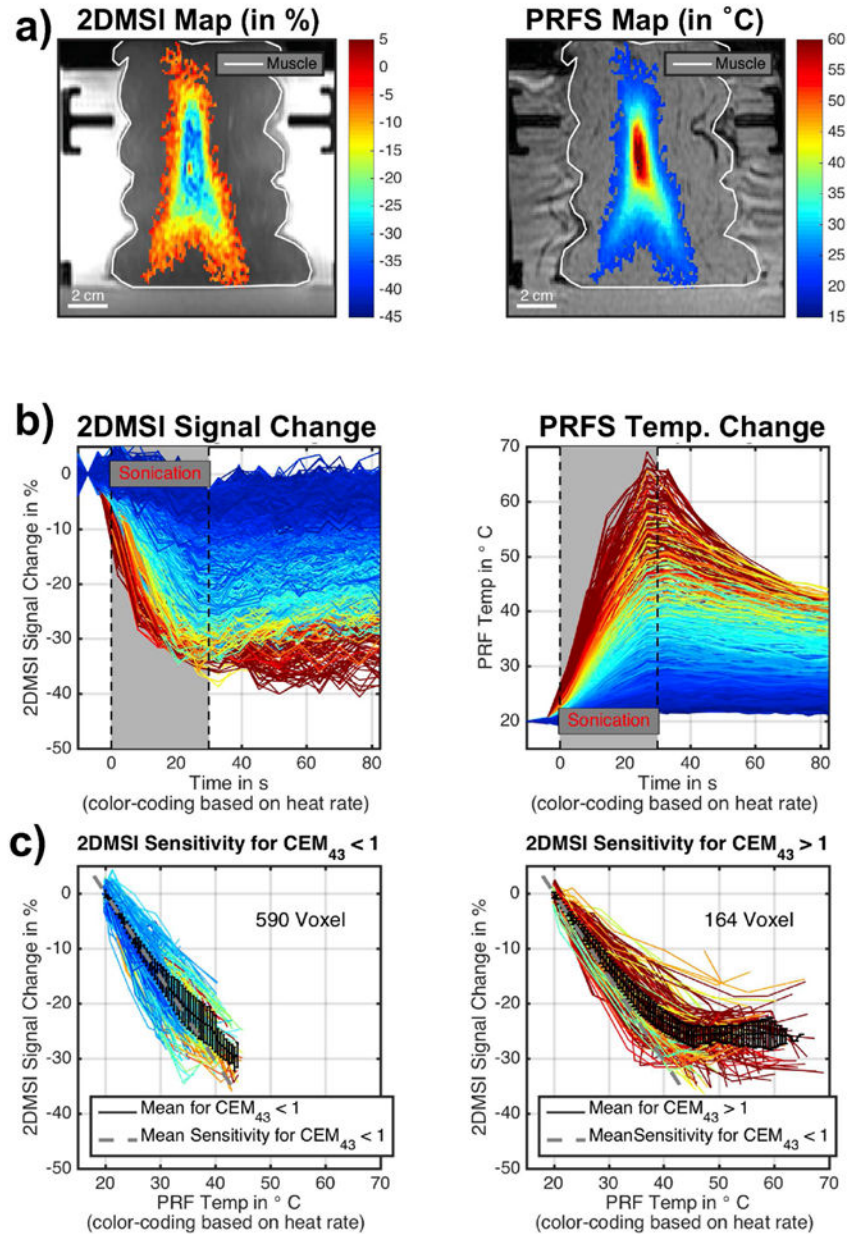 a)
2DMSI Map (in %)
PRFS Map (in °C)
Muscle
2 cm
5
0
-5
-10
-15
-20
-25
-30
-35
-40
-45
Muscle
2 cm
60
55
50
45
40
35
30
25
20
15
b)
2DMSI Signal Change
Sonication
2DMSI Signal Change in %
0
-10
-20
-30
-40
-50
0 20 40 60 80
Time in s
(color-coding based on heat rate)
PRFS Temp. Change
Sonication
PRF Temp in ° C
70
60
50
40
30
20
0 20 40 60 80
Time in s
(color-coding based on heat rate)
c)
2DMSI Sensitivity for CEM43 < 1
590 Voxel
2DMSI Signal Change in %
0
-10
-20
-30
-40
-50
Mean for CEM43 < 1
Mean Sensitivity for CEM43 < 1
20 30 40 50 60 70
PRF Temp in ° C
(color-coding based on heat rate)
2DMSI Sensitivity for CEM43 > 1
164 Voxel
2DMSI Signal Change in %
0
-10
-20
-30
-40
-50
Mean for CEM43 > 1
MeanSensitivity for CEM43 < 1
20 30 40 50 60 70
PRF Temp in ° C
(color-coding based on heat rate)